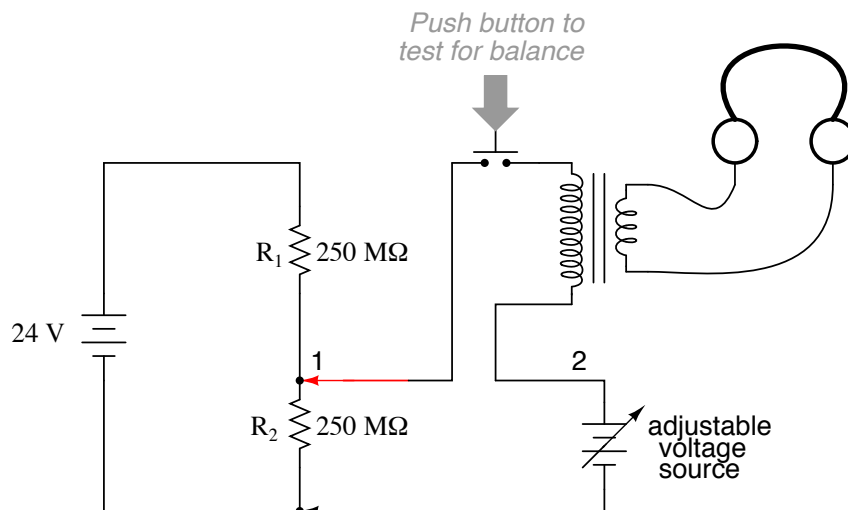 Push button to
test for balance
R₁ 250 MΩ
24 V
1
2
R₂ 250 MΩ
adjustable
voltage
source